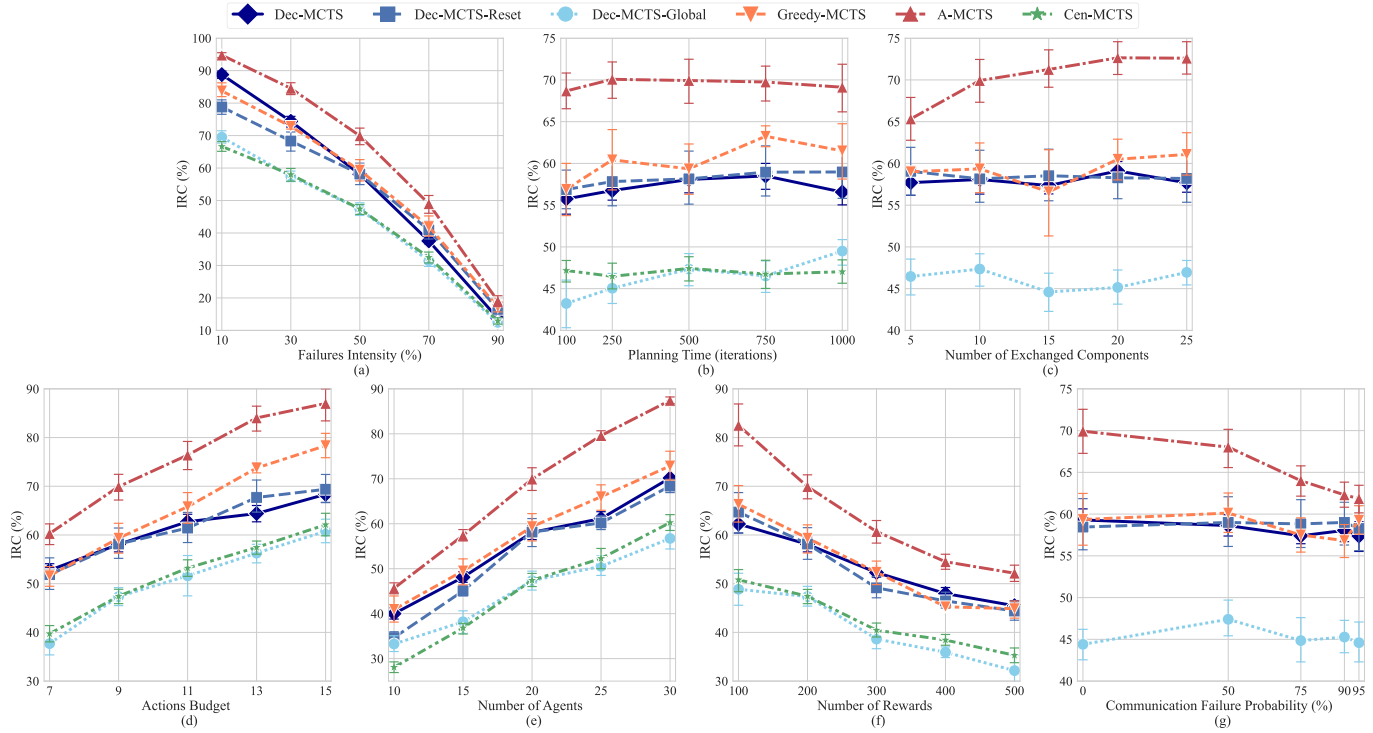 Dec-MCTS Dec-MCTS-Reset Dec-MCTS-Global Greedy-MCTS A-MCTS Cen-MCTS
IRC (%)
100
90
80
70
60
50
40
30
20
10
10 30 50 70 90
Failures Intensity (%)
(a)
IRC (%)
75
70
65
60
55
50
45
40
100 250 500 750 1000
Planning Time (iterations)
(b)
IRC (%)
75
70
65
60
55
50
45
40
5 10 15 20 25
Number of Exchanged Components
(c)
IRC (%)
90
80
70
60
50
40
30
7 9 11 13 15
Actions Budget
(d)
IRC (%)
90
80
70
60
50
40
30
10 15 20 25 30
Number of Agents
(e)
IRC (%)
90
80
70
60
50
40
30
100 200 300 400 500
Number of Rewards
(f)
IRC (%)
75
70
65
60
55
50
45
40
0 50 75 90 95
Communication Failure Probability (%)
(g)